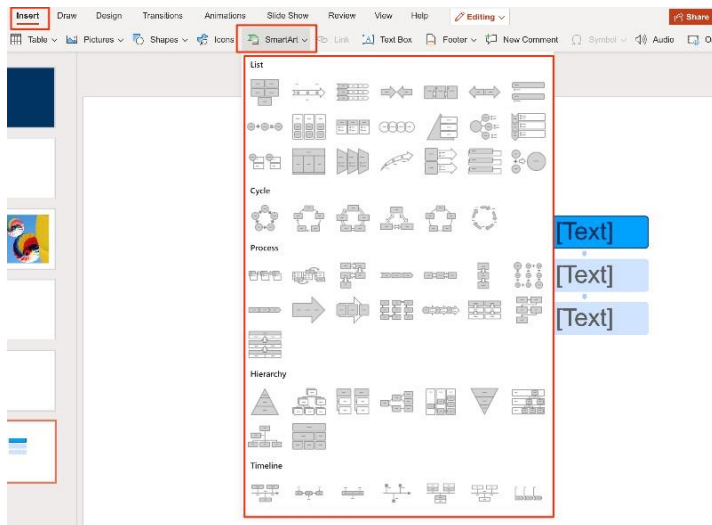 Insert Draw Design Transitions Animations Slide Show Review View Help Editing Share
Table Pictures Shapes Icons SmartArt Link Text Box Footer New Comment Symbol Audio
List
Cycle
[Text]
Process
[Text]
[Text]
Hierarchy
Timeline